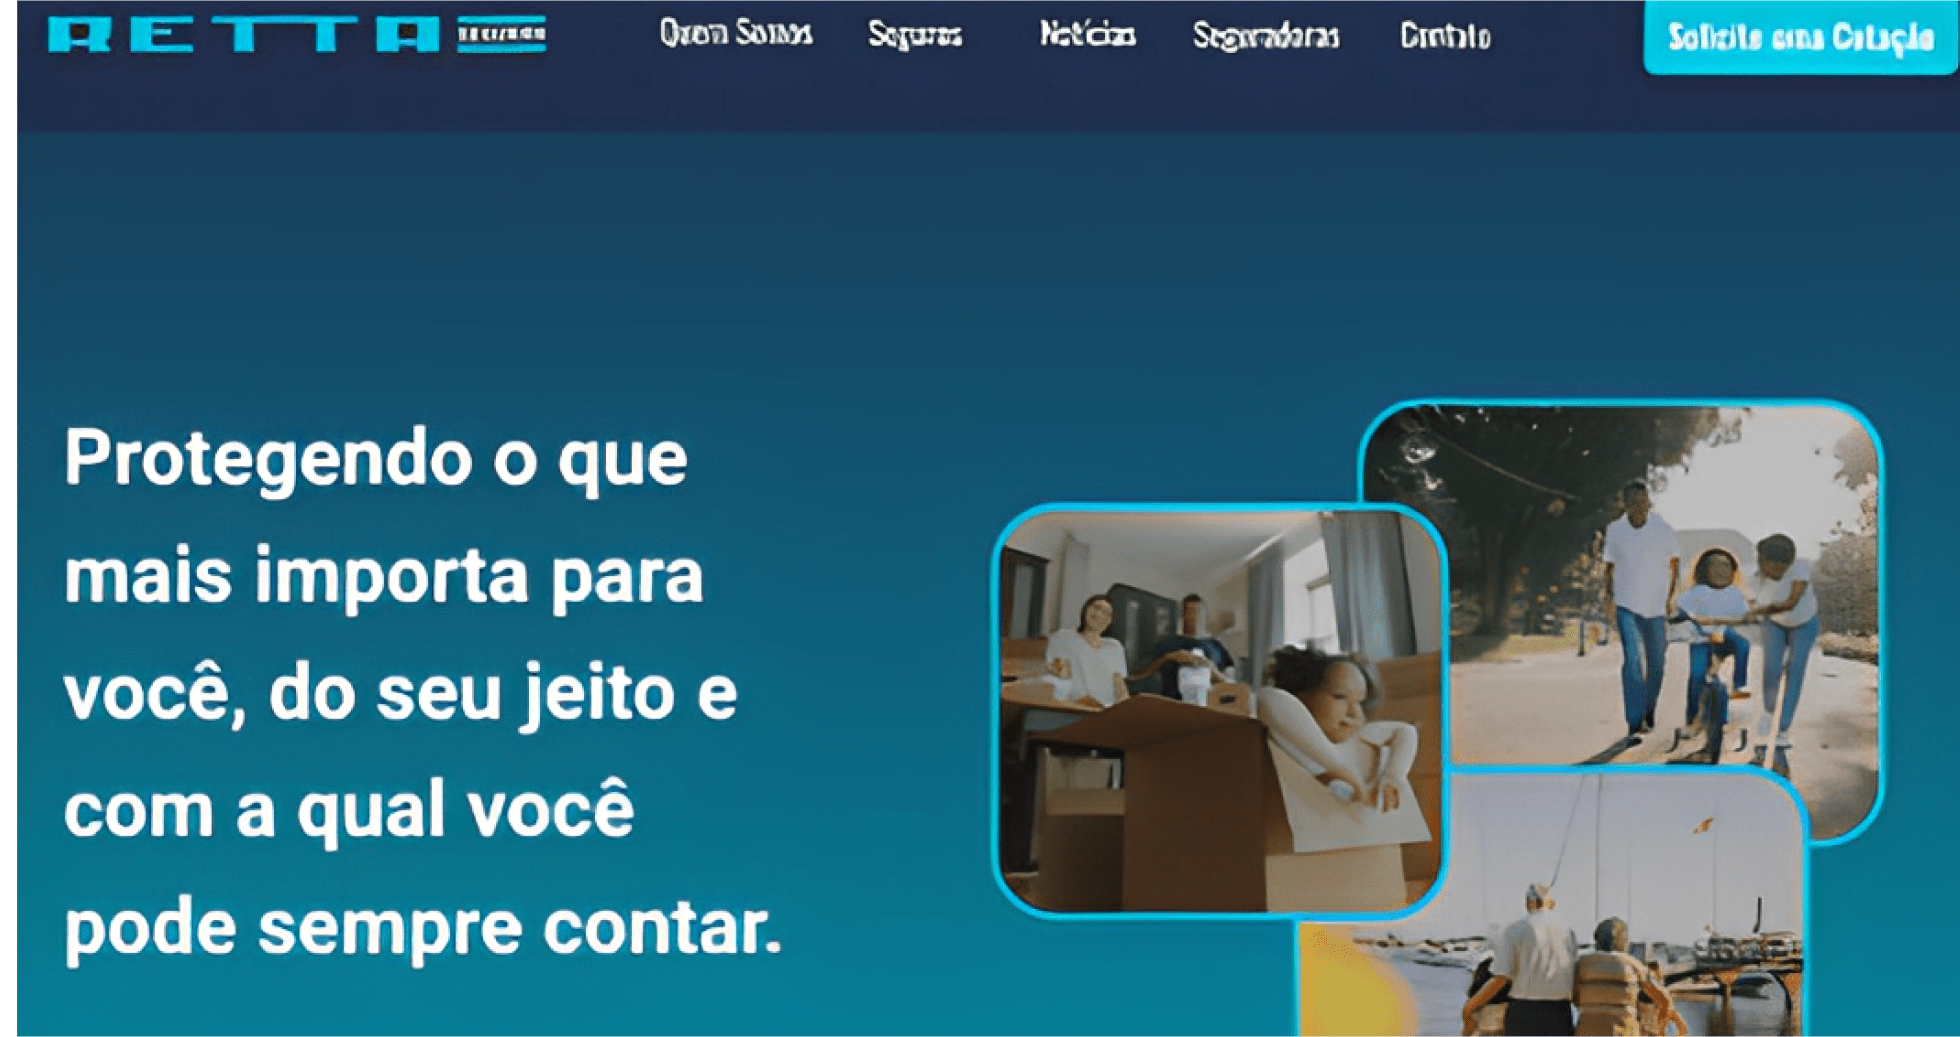 RETTA
Quem Somos
Seguros
Notícias
Seguradoras
Contato
Solicite uma Cotação
Protegendo o que
mais importa para
você, do seu jeito e
com a qual você
pode sempre contar.